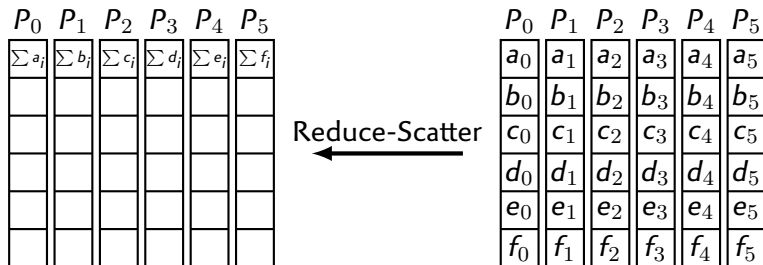 P₀ P₁ P₂ P₃ P₄ P₅ P₀ P₁ P₂ P₃ P₄ P₅
∑ aᵢ ∑ bᵢ ∑ cᵢ ∑ dᵢ ∑ eᵢ ∑ fᵢ a₀ a₁ a₂ a₃ a₄ a₅
b₀ b₁ b₂ b₃ b₄ b₅
Reduce-Scatter c₀ c₁ c₂ c₃ c₄ c₅
d₀ d₁ d₂ d₃ d₄ d₅
e₀ e₁ e₂ e₃ e₄ e₅
f₀ f₁ f₂ f₃ f₄ f₅